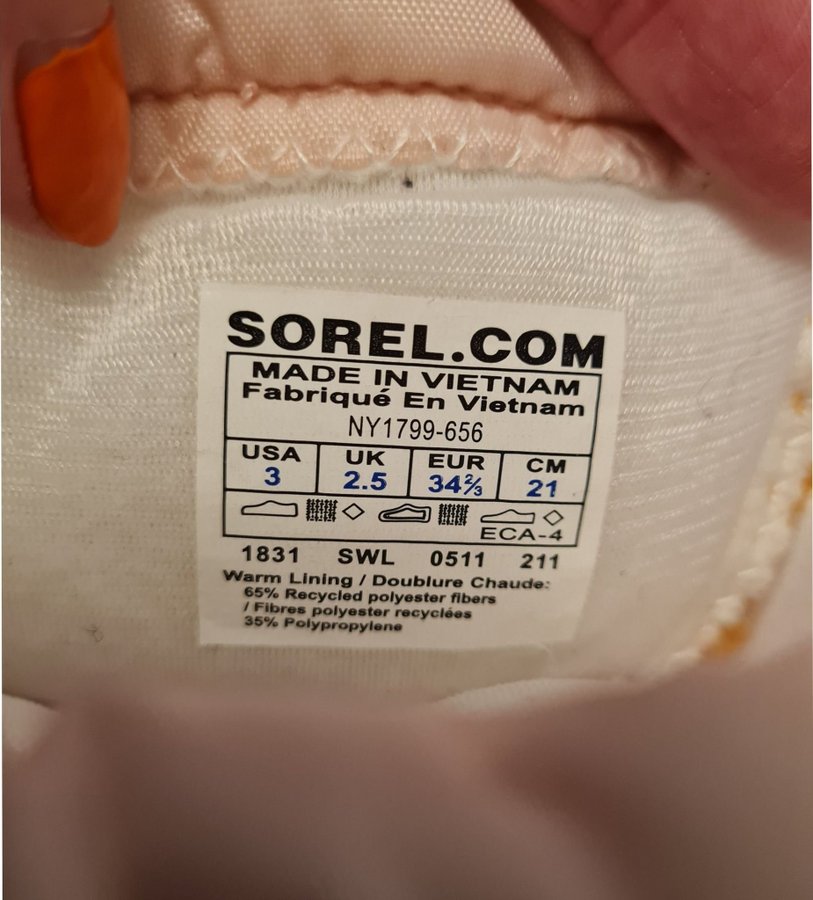 SOREL.COM
MADE IN VIETNAM
Fabriqué En Vietnam
NY1799-656
USA UK EUR CM
3 2.5 34⅔ 21
ECA-4
1831 SWL 0511 211
Warm Lining / Doublure Chaude:
65% Recycled polyester fibers
/ Fibres polyester recyclées
35% Polypropylene